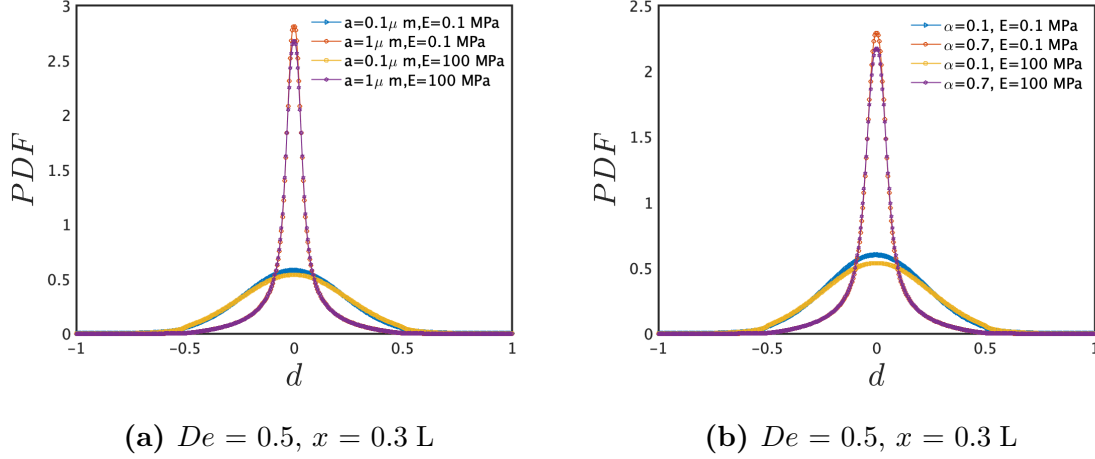 3
2.5
2
1.5
1
0.5
0
PDF
a=0.1μ m,E=0.1 MPa
a=1μ m,E=0.1 MPa
a=0.1μ m,E=100 MPa
a=1μ m,E=100 MPa
−1 −0.5 0 0.5 1
d
(a) De = 0.5, x = 0.3 L
2.5
2
1.5
1
0.5
0
PDF
α=0.1, E=0.1 MPa
α=0.7, E=0.1 MPa
α=0.1, E=100 MPa
α=0.7, E=100 MPa
−1 −0.5 0 0.5 1
d
(b) De = 0.5, x = 0.3 L